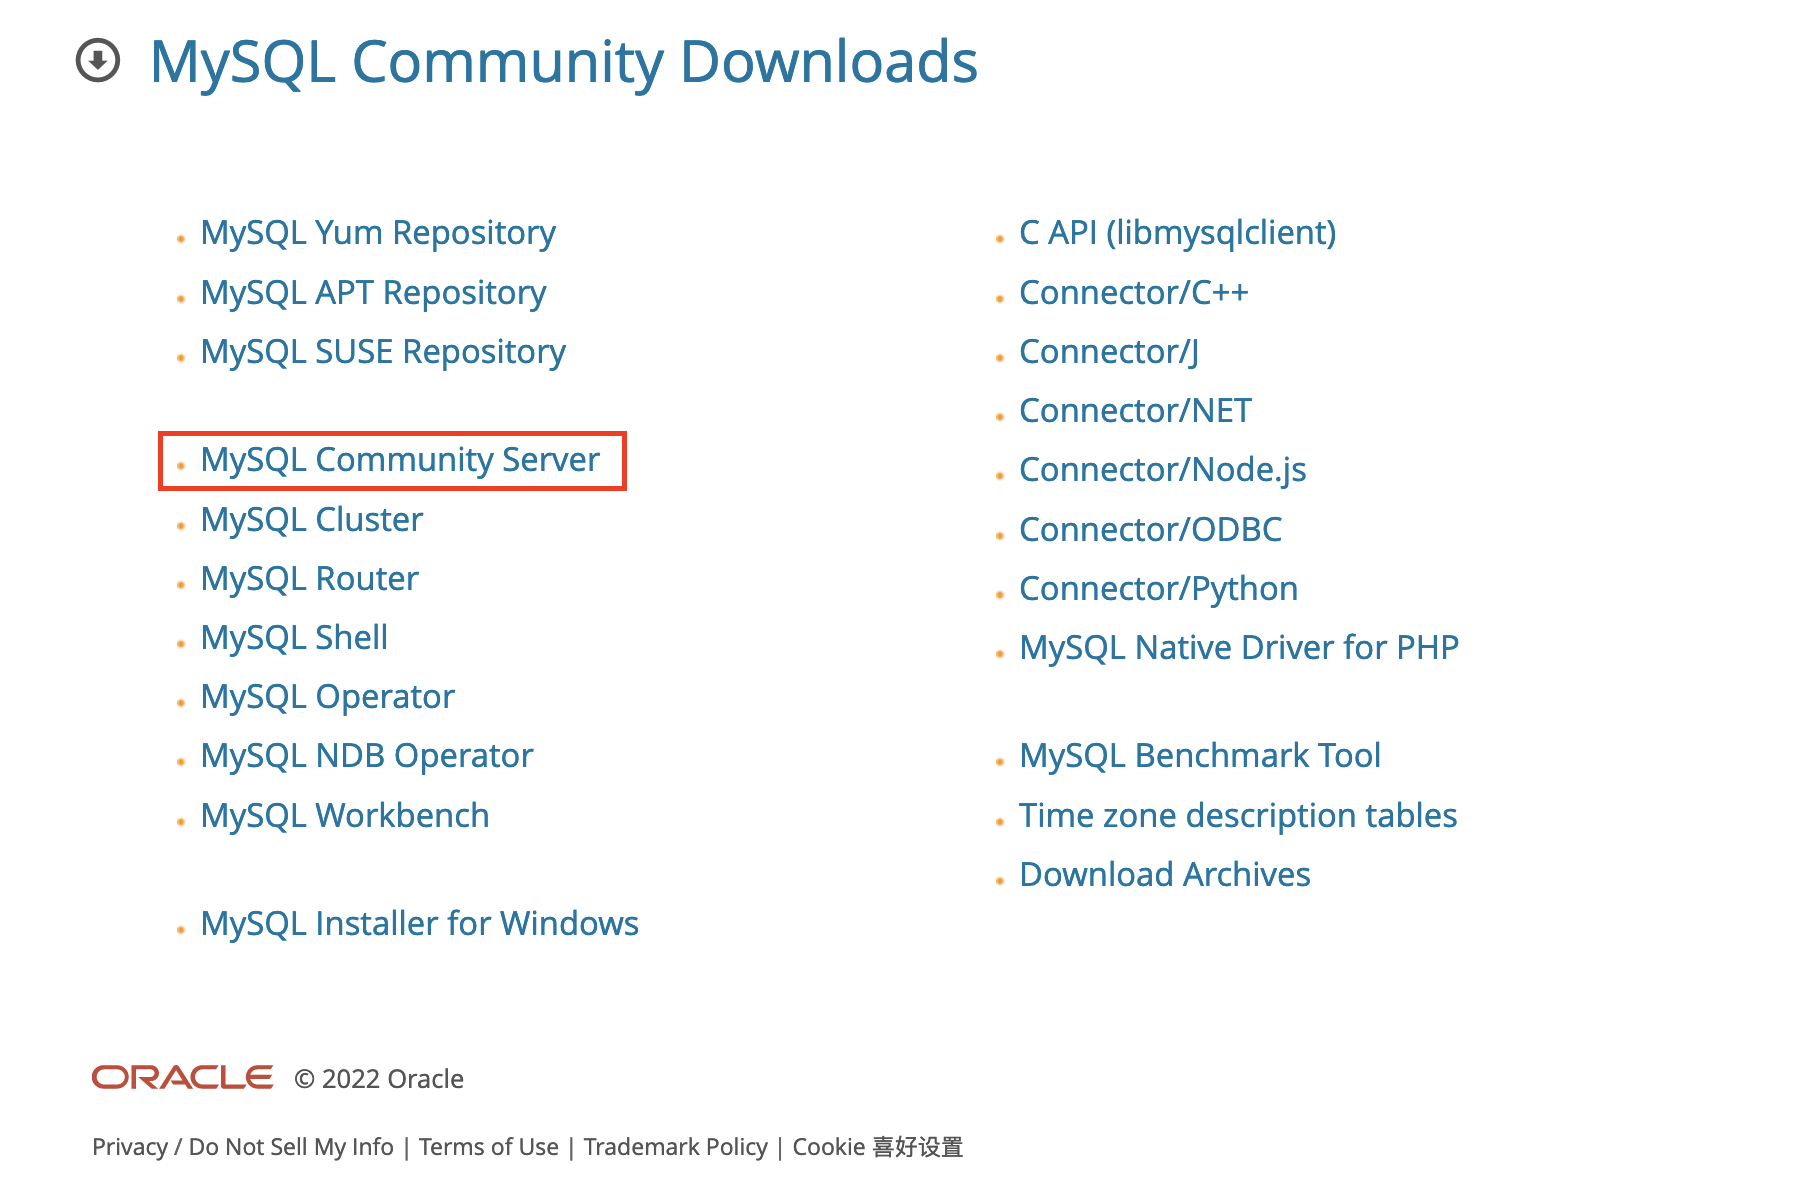 MySQL Community Downloads
MySQL Yum Repository
MySQL APT Repository
MySQL SUSE Repository
MySQL Community Server
MySQL Cluster
MySQL Router
MySQL Shell
MySQL Operator
MySQL NDB Operator
MySQL Workbench
MySQL Installer for Windows
C API (libmysqlclient)
Connector/C++
Connector/J
Connector/NET
Connector/Node.js
Connector/ODBC
Connector/Python
MySQL Native Driver for PHP
MySQL Benchmark Tool
Time zone description tables
Download Archives
ORACLE © 2022 Oracle
Privacy / Do Not Sell My Info | Terms of Use | Trademark Policy | Cookie 喜好设置